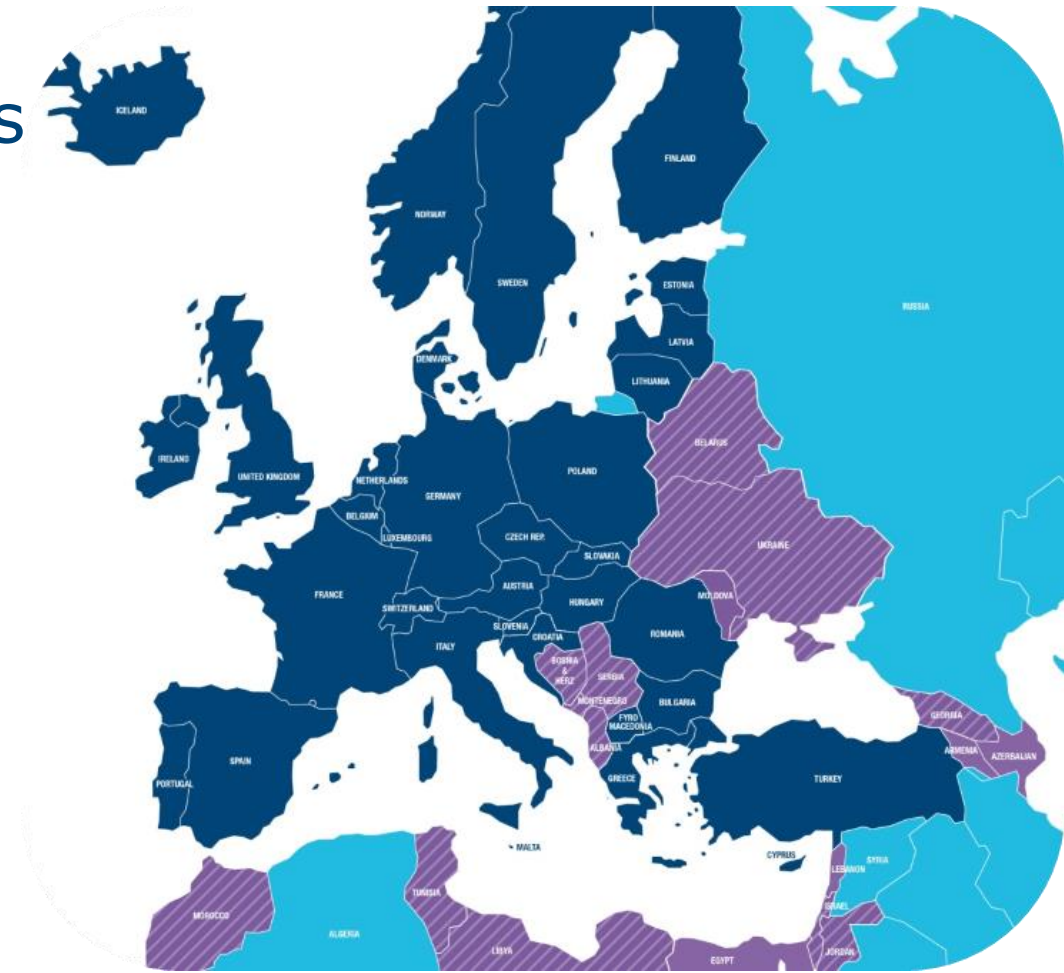 s
ICELAND
FINLAND
NORWAY
SWEDEN
ESTONIA
RUSSIA
LATVIA
DENMARK
LITHUANIA
BELARUS
IRELAND
UNITED KINGDOM
NETHERLANDS
POLAND
GERMANY
BELGIUM
LUXEMBOURG
CZECH REP.
UKRAINE
SLOVAKIA
AUSTRIA
FRANCE
MOLDOVA
HUNGARY
SWITZERLAND
SLOVENIA
CROATIA
ROMANIA
ITALY
BOSNIA
&
HERZ
SERBIA
MONTENEGRO
BULGARIA
FYRO
MACEDONIA
GEORGIA
ALBANIA
ARMENIA
AZERBAIJAN
SPAIN
PORTUGAL
GREECE
TURKEY
MALTA
CYPRUS
SYRIA
LEBANON
TUNISIA
ISRAEL
MOROCCO
ALGERIA
LIBYA
JORDAN
EGYPT